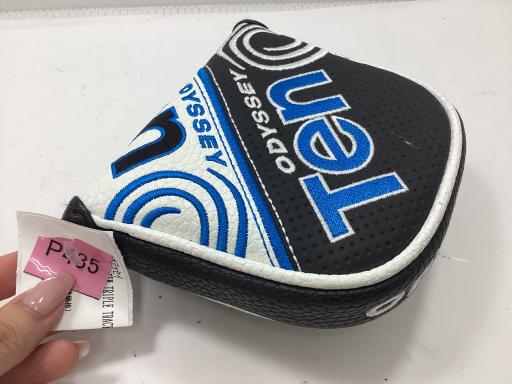 Ten
ODYSSEY
ODYSSEY
n
P435
TRIPLE TRAC